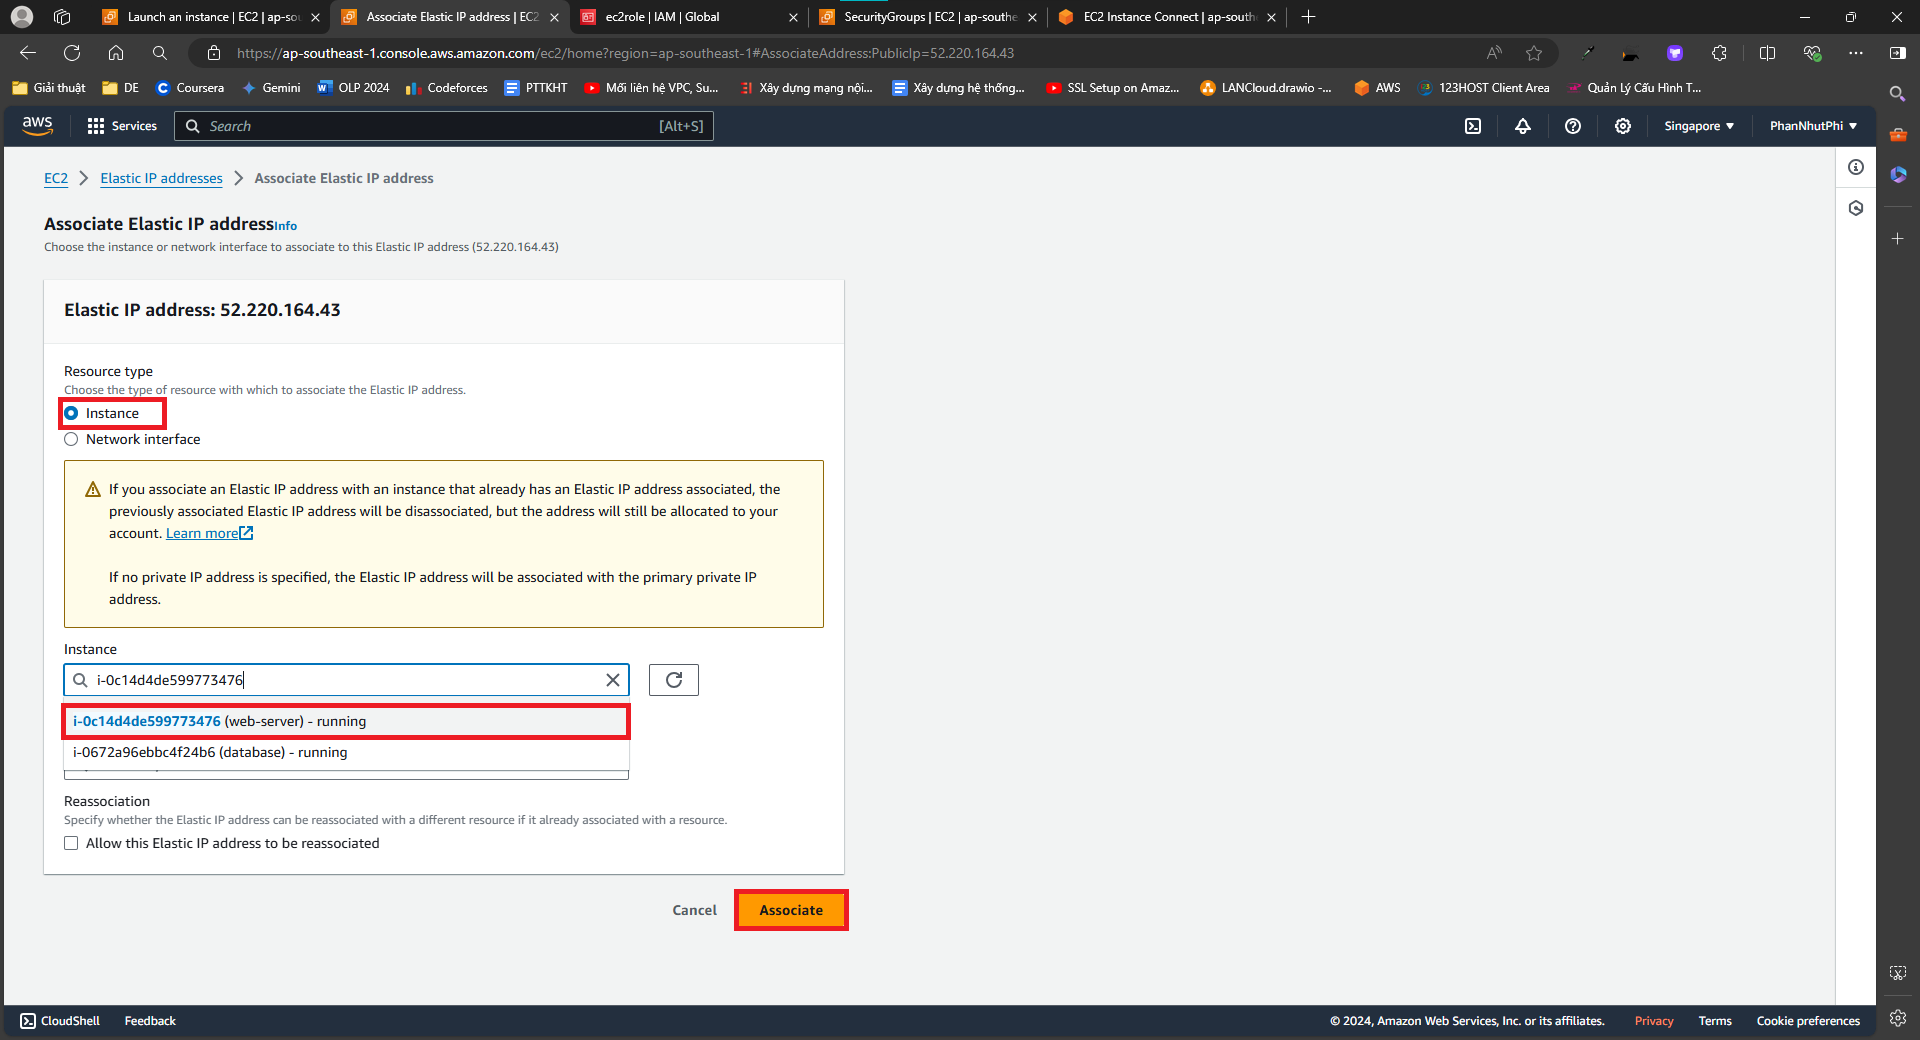 Launch an instance | EC2 | ap-so
Associate Elastic IP address | EC2
ec2role | IAM | Global
SecurityGroups | EC2 | ap-southe
EC2 Instance Connect | ap-south
https://ap-southeast-1.console.aws.amazon.com/ec2/home?region=ap-southeast-1#AssociateAddress:PublicIp=52.220.164.43
Giải thuật
DE
Coursera
Gemini
OLP 2024
Codeforces
PTTKHT
Mối liên hệ VPC, Su...
Xây dựng mạng nội...
Xây dựng hệ thống...
SSL Setup on Amaz...
LANCloud.drawio -...
AWS
123HOST Client Area
Quản Lý Cấu Hình T...
aws
Services
Search
[Alt+S]
Singapore
PhanNhutPhi
EC2
Elastic IP addresses
Associate Elastic IP address
Associate Elastic IP address Info
Choose the instance or network interface to associate to this Elastic IP address (52.220.164.43)
Elastic IP address: 52.220.164.43
Resource type
Choose the type of resource with which to associate the Elastic IP address.
Instance
Network interface
If you associate an Elastic IP address with an instance that already has an Elastic IP address associated, the
previously associated Elastic IP address will be disassociated, but the address will still be allocated to your
account. Learn more
If no private IP address is specified, the Elastic IP address will be associated with the primary private IP
address.
Instance
i-0c14d4de599773476
i-0c14d4de599773476 (web-server) - running
i-0672a96ebbc4f24b6 (database) - running
Reassociation
Specify whether the Elastic IP address can be reassociated with a different resource if it already associated with a resource.
Allow this Elastic IP address to be reassociated
Cancel
Associate
CloudShell
Feedback
© 2024, Amazon Web Services, Inc. or its affiliates.
Privacy
Terms
Cookie preferences